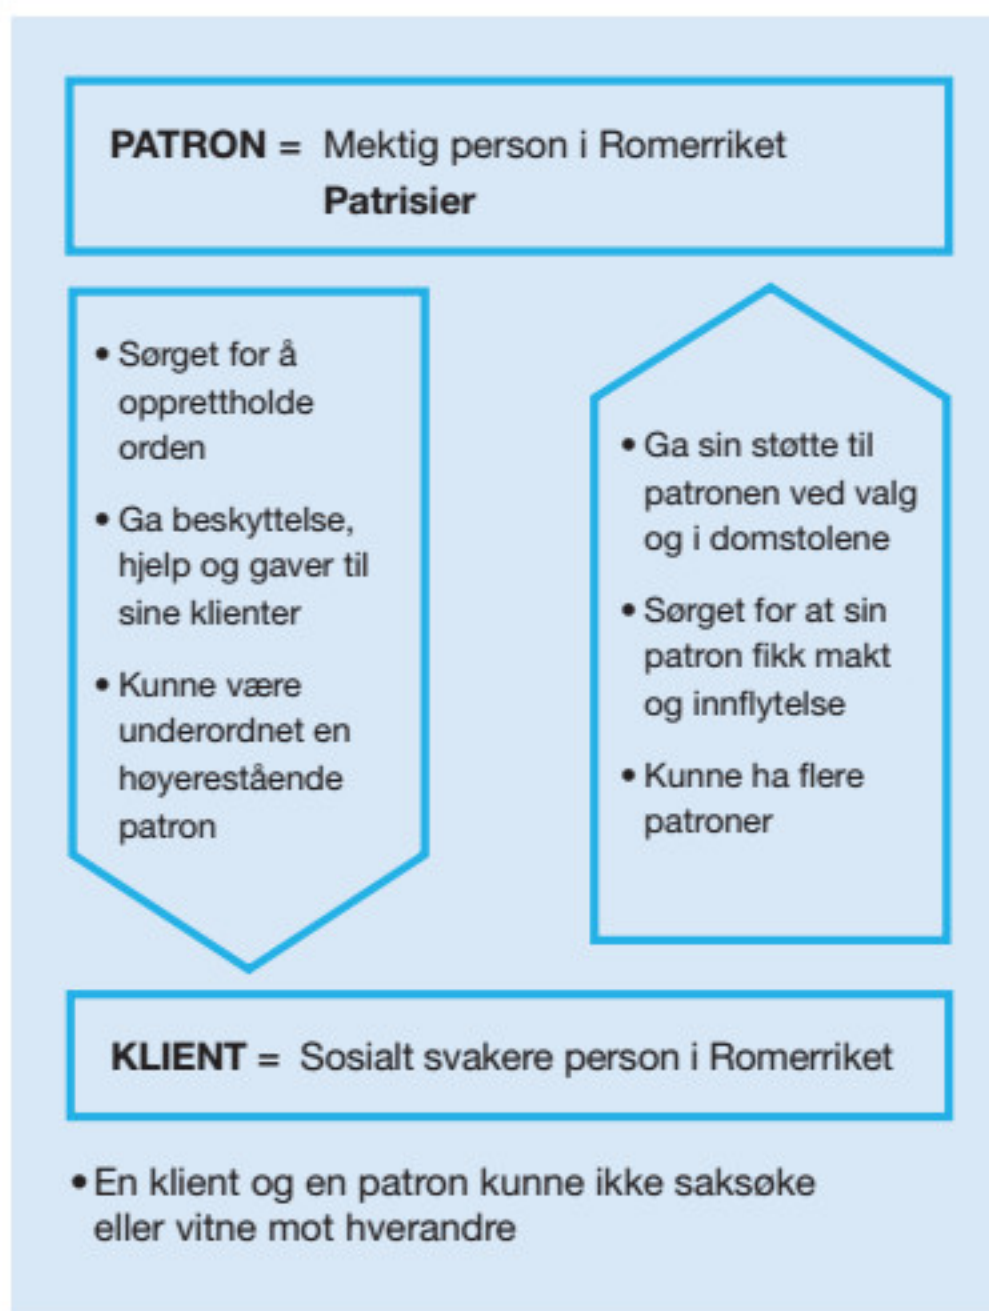 PATRON = Mektig person i Romerriket
Patrisier
• Sørget for å
opprettholde
orden
• Ga beskyttelse,
hjelp og gaver til
sine klienter
• Kunne være
underordnet en
høyerestående
patron
• Ga sin støtte til
patronen ved valg
og i domstolene
• Sørget for at sin
patron fikk makt
og innflytelse
• Kunne ha flere
patroner
KLIENT = Sosialt svakere person i Romerriket
• En klient og en patron kunne ikke saksøke
eller vitne mot hverandre